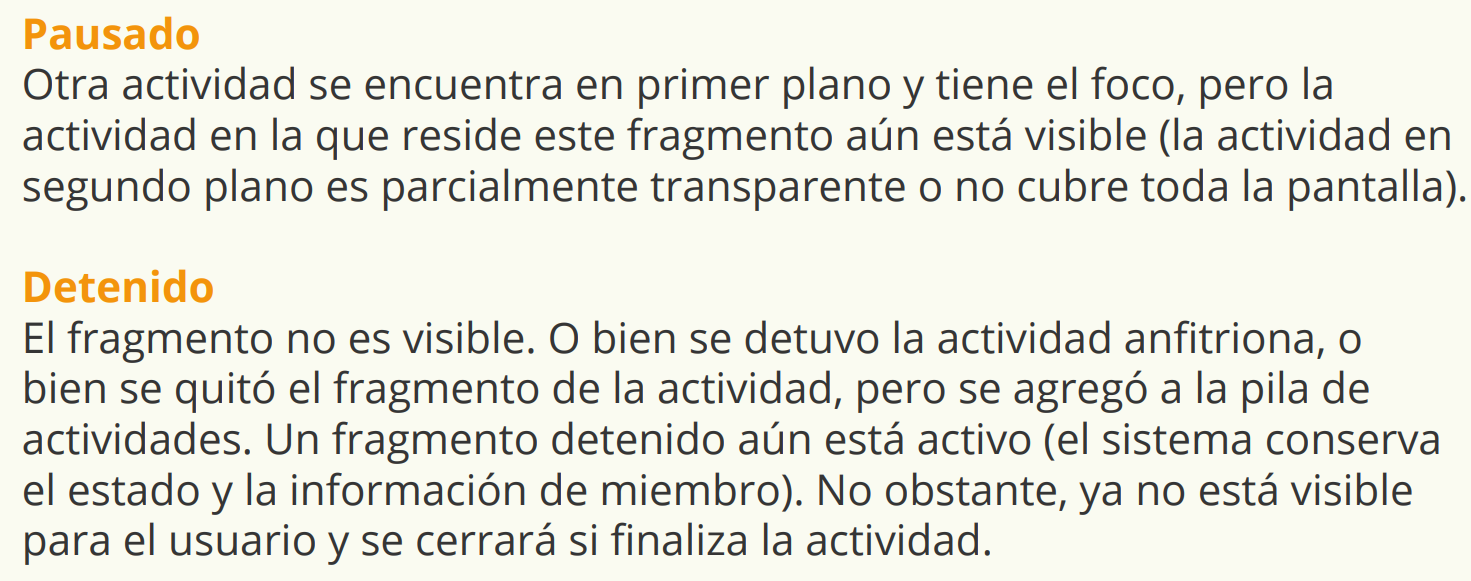 Pausado
Otra actividad se encuentra en primer plano y tiene el foco, pero la
actividad en la que reside este fragmento aún está visible (la actividad en
segundo plano es parcialmente transparente o no cubre toda la pantalla).
Detenido
El fragmento no es visible. O bien se detuvo la actividad anfitriona, o
bien se quitó el fragmento de la actividad, pero se agregó a la pila de
actividades. Un fragmento detenido aún está activo (el sistema conserva
el estado y la información de miembro). No obstante, ya no está visible
para el usuario y se cerrará si finaliza la actividad.